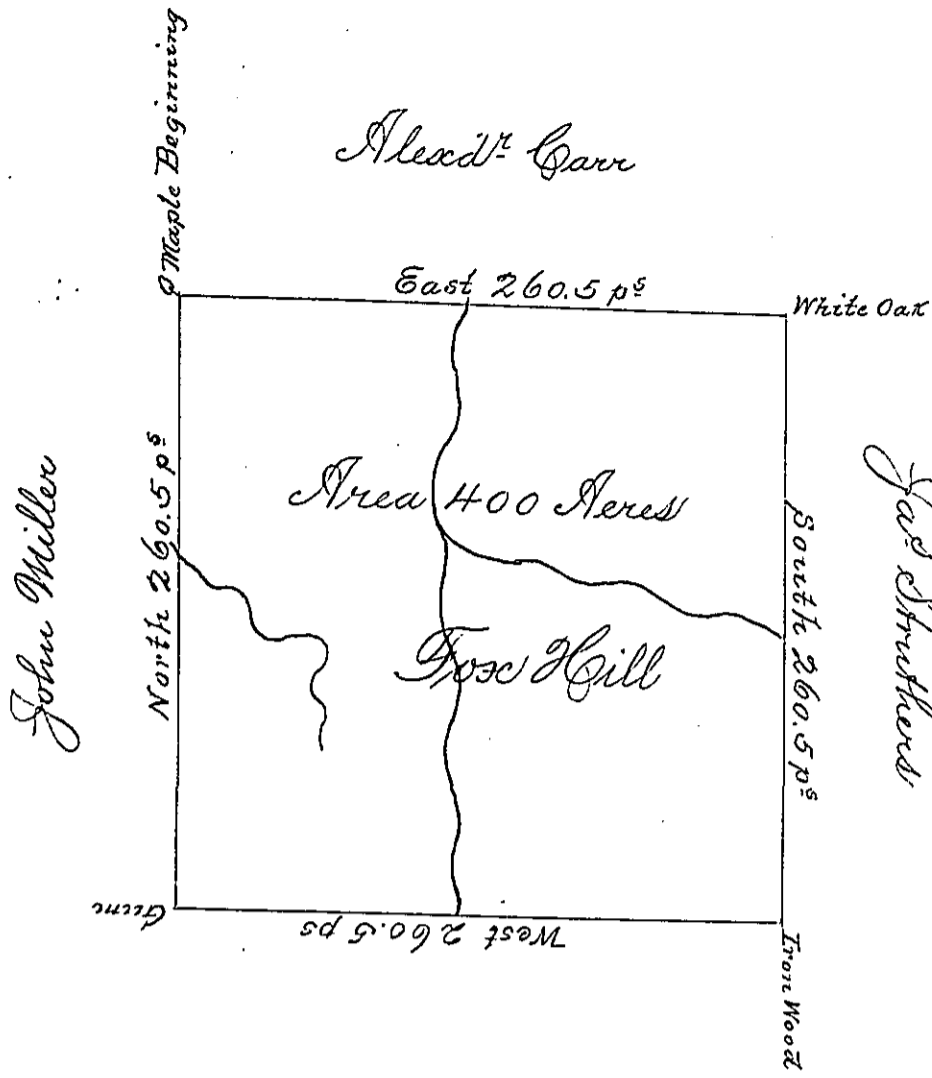 Maple Beginning
Alexdr Carr
East 260.5 ps
White Oak
John Miller
North 260.5 ps
Area 400 Acres
Fox Hill
South 260.5 ps
Jas Struthers
West 260.5 ps
Iron Wood